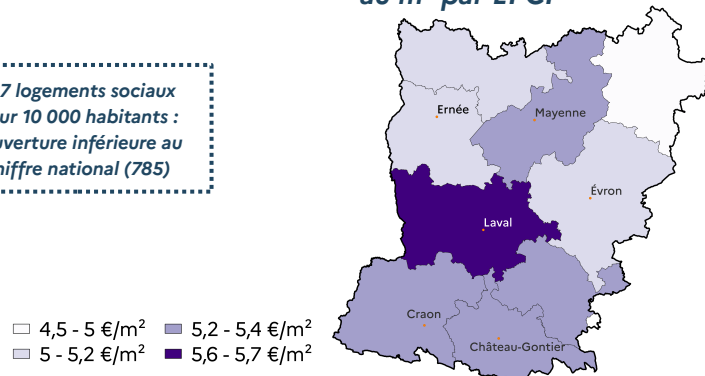 au m² par EPCI
7 logements sociaux
ur 10 000 habitants :
uverture inférieure au
iffre national (785)
Ernée
Mayenne
Évron
Laval
Craon
Château-Gontier
4,5 - 5 €/m²
5,2 - 5,4 €/m²
5 - 5,2 €/m²
5,6 - 5,7 €/m²